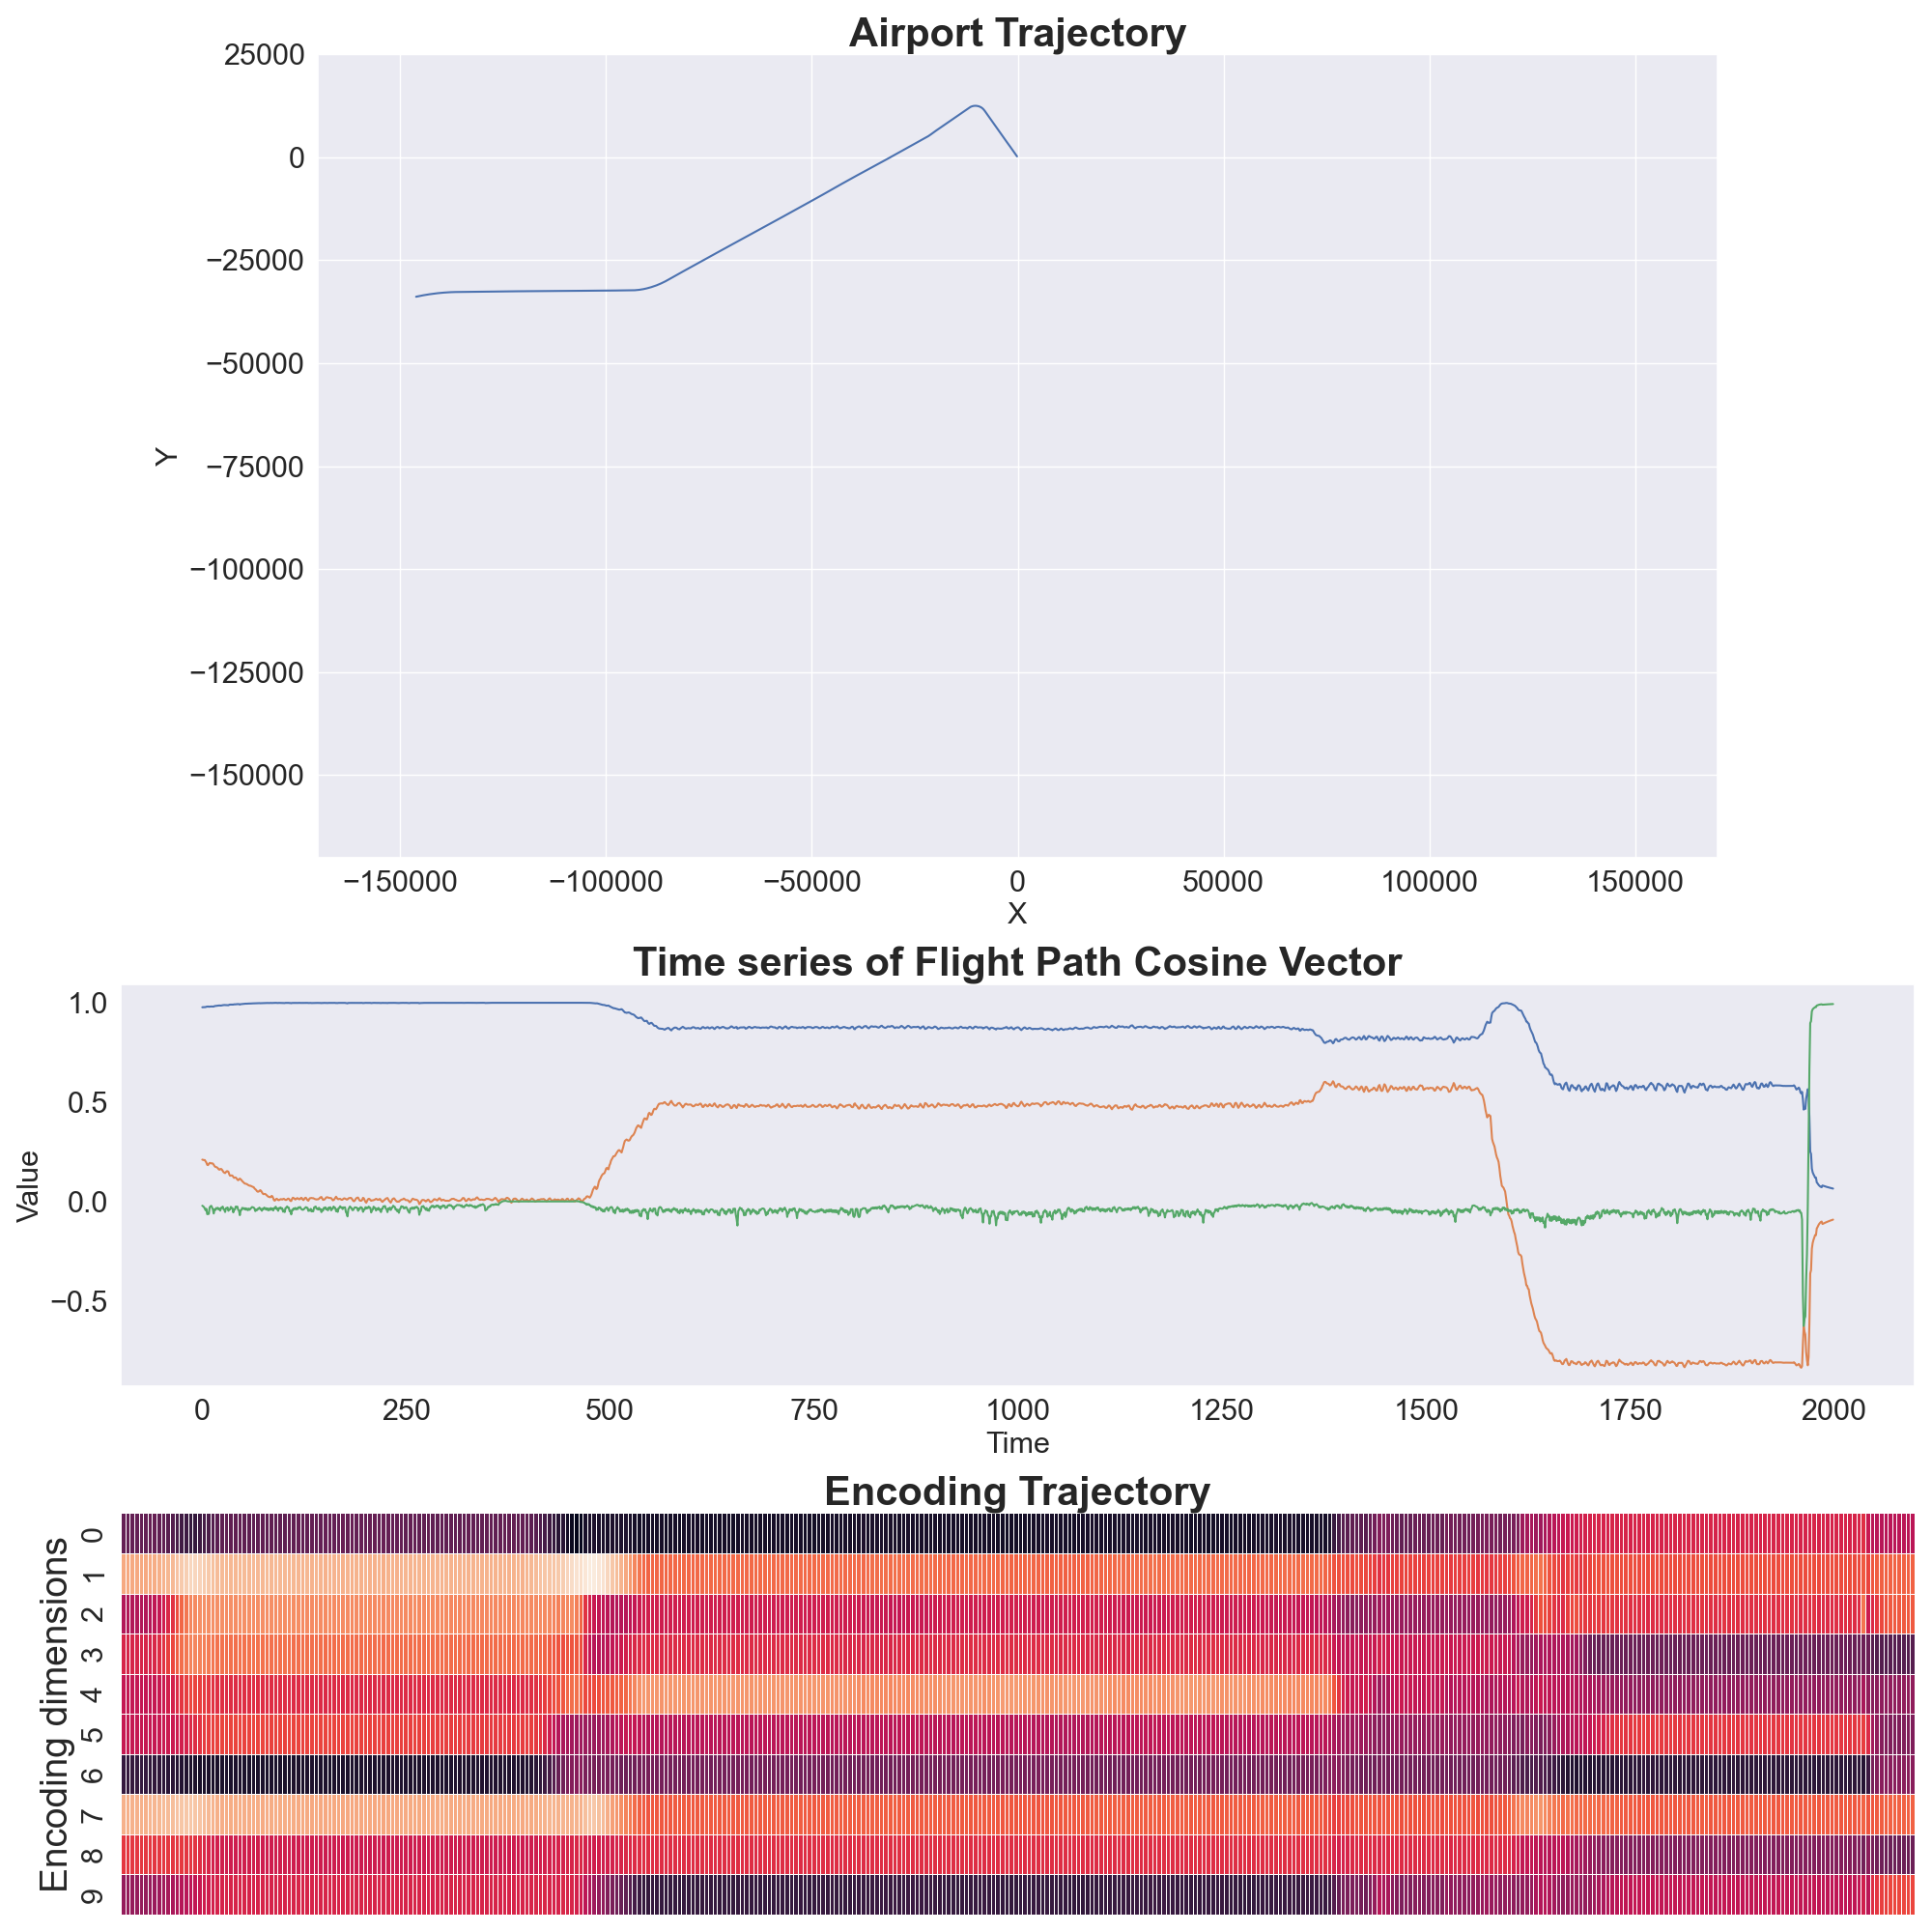 Airport Trajectory
25000
0
−25000
−50000
−75000
−100000
−125000
−150000
Y
−150000 −100000 −50000 0 50000 100000 150000
X
Time series of Flight Path Cosine Vector
1.0
0.5
0.0
−0.5
Value
0 250 500 750 1000 1250 1500 1750 2000
Time
Encoding Trajectory
0
1
2
3
4
5
6
7
8
9
Encoding dimensions